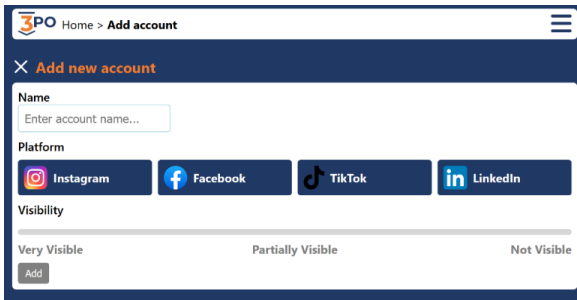 3PO Home > Add account
Add new account
Name
Enter account name...
Platform
Instagram Facebook TikTok LinkedIn
Visibility
Very Visible Partially Visible Not Visible
Add